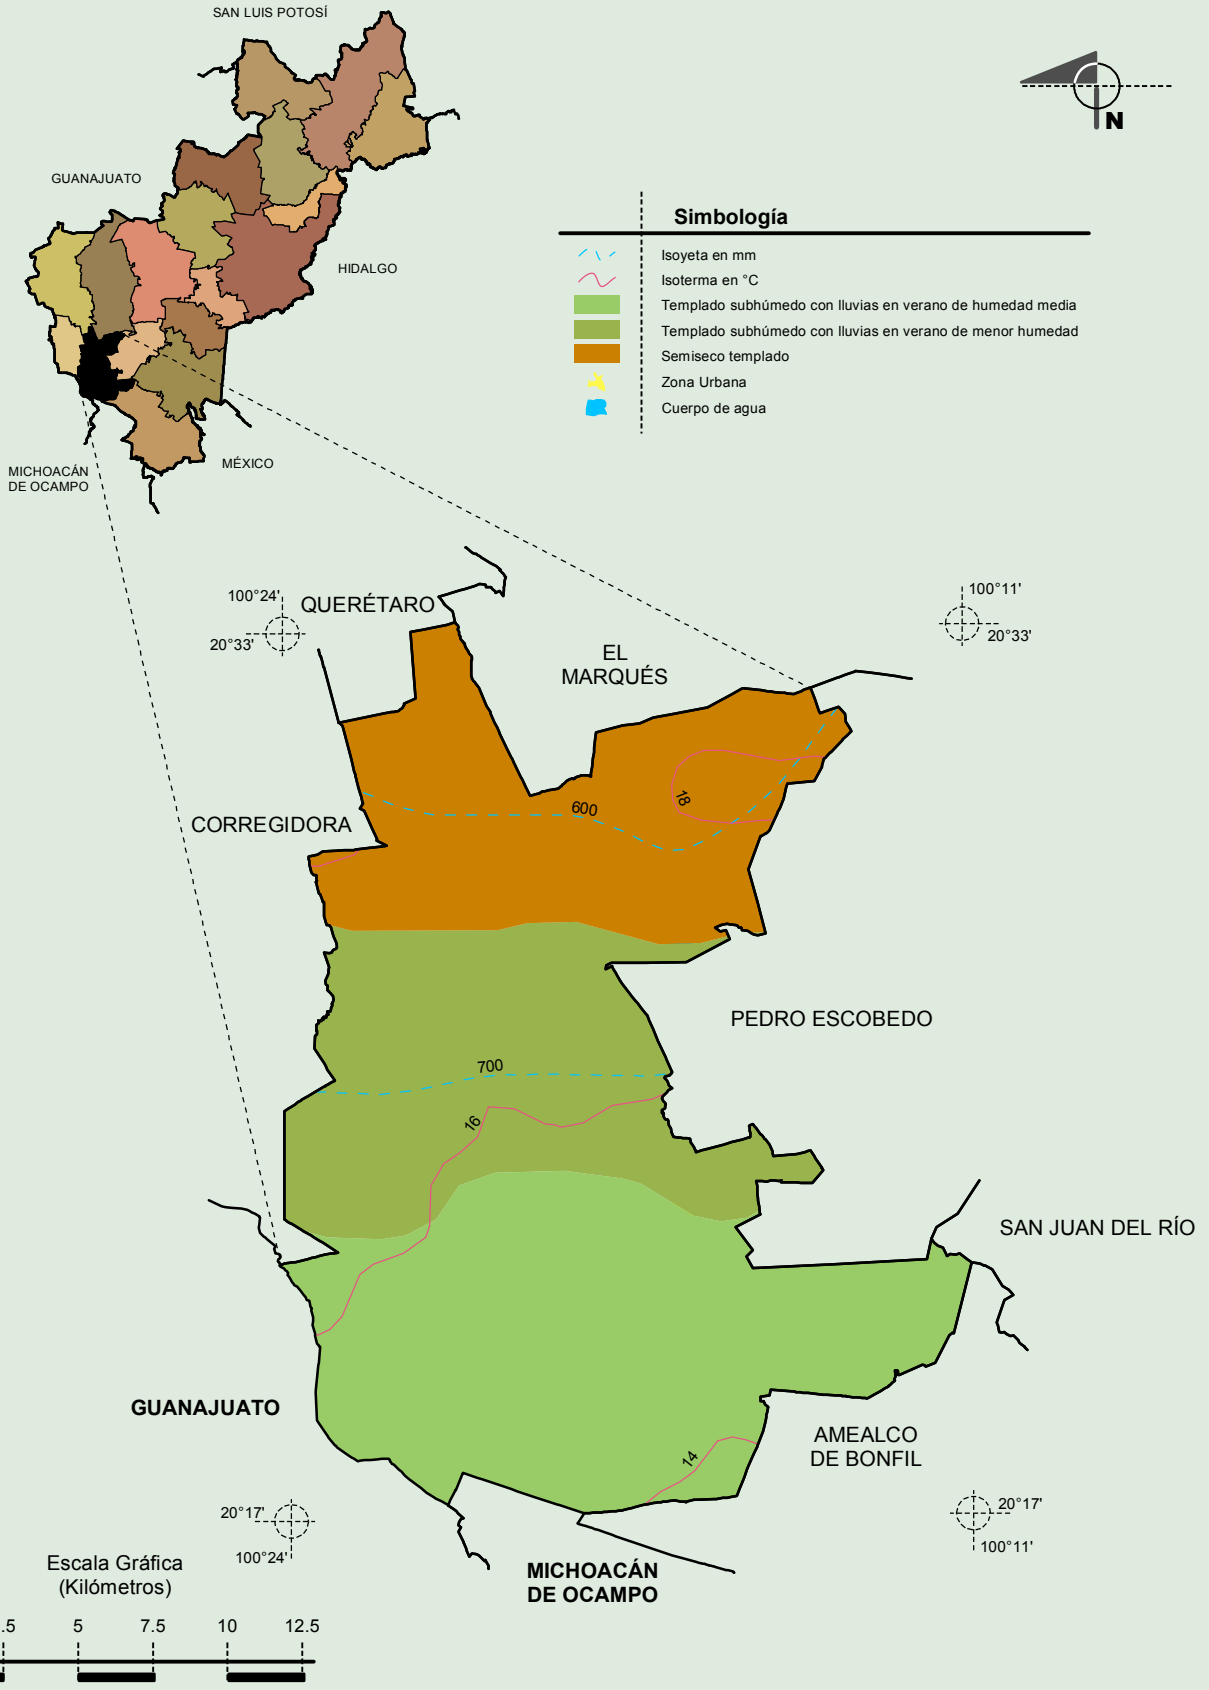 SAN LUIS POTOSÍ
GUANAJUATO
HIDALGO
MÉXICO
MICHOACÁN
DE OCAMPO
N
Simbología
Isoyeta en mm
Isoterma en °C
Templado subhúmedo con lluvias en verano de humedad media
Templado subhúmedo con lluvias en verano de menor humedad
Semiseco templado
Zona Urbana
Cuerpo de agua
100°24'
20°33'
QUERÉTARO
EL
MARQUÉS
100°11'
20°33'
18
600
CORREGIDORA
PEDRO ESCOBEDO
700
16
SAN JUAN DEL RÍO
GUANAJUATO
AMEALCO
DE BONFIL
14
20°17'
100°24'
20°17'
100°11'
MICHOACÁN
DE OCAMPO
Escala Gráfica
(Kilómetros)
.5 5 7.5 10 12.5